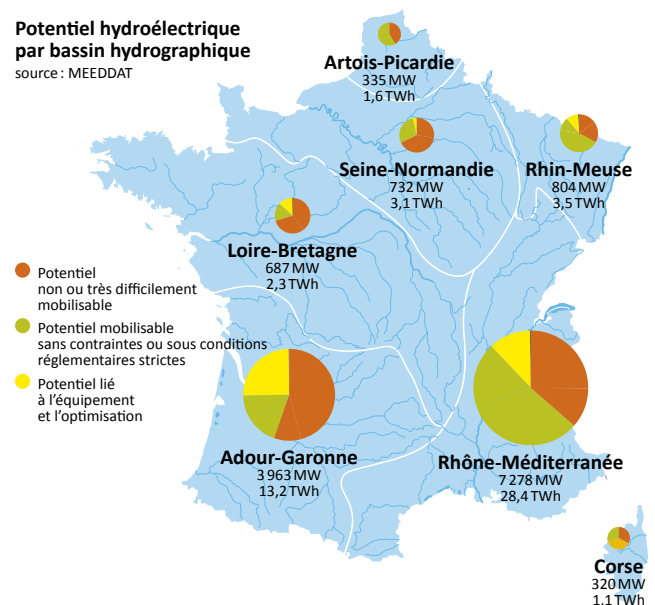 Potentiel hydroélectrique
par bassin hydrographique
source : MEEDDAT
Artois-Picardie
335 MW
1,6 TWh
Seine-Normandie
732 MW
3,1 TWh
Rhin-Meuse
804 MW
3,5 TWh
Loire-Bretagne
687 MW
2,3 TWh
Potentiel
non ou très difficilement
mobilisable
Potentiel mobilisable
sans contraintes ou sous conditions
réglementaires strictes
Potentiel lié
à l'équipement
et l'optimisation
Adour-Garonne
3 963 MW
13,2 TWh
Rhône-Méditerranée
7 278 MW
28,4 TWh
Corse
320 MW
1,1 TWh